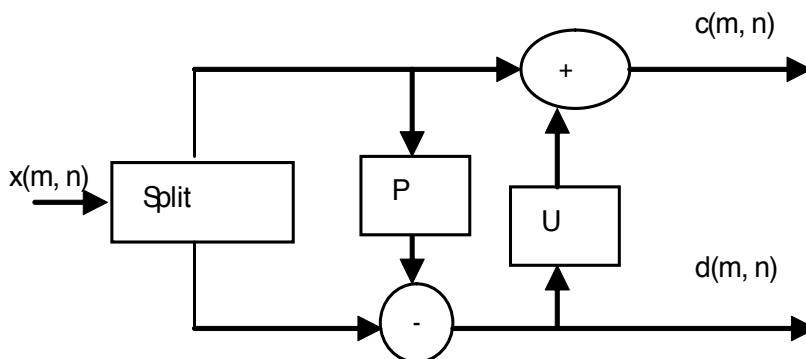 c(m, n)
+
x(m, n)
Split
P
U
d(m, n)
-